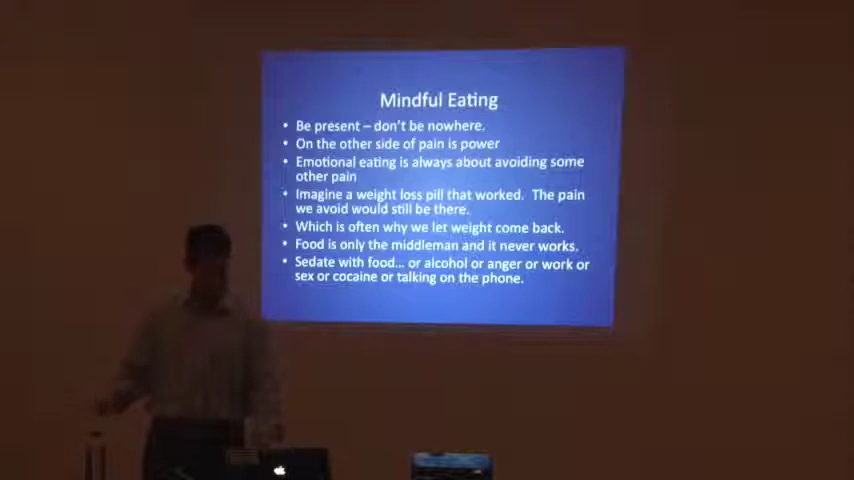 Mindful Eating
• Be present – don't be nowhere.
• On the other side of pain is power
• Emotional eating is always about avoiding some
other pain
• Imagine a weight loss pill that worked.  The pain
we avoid would still be there.
• Which is often why we let weight come back.
• Food is only the middleman and it never works.
• Sedate with food... or alcohol or anger or work or
sex or cocaine or talking on the phone.